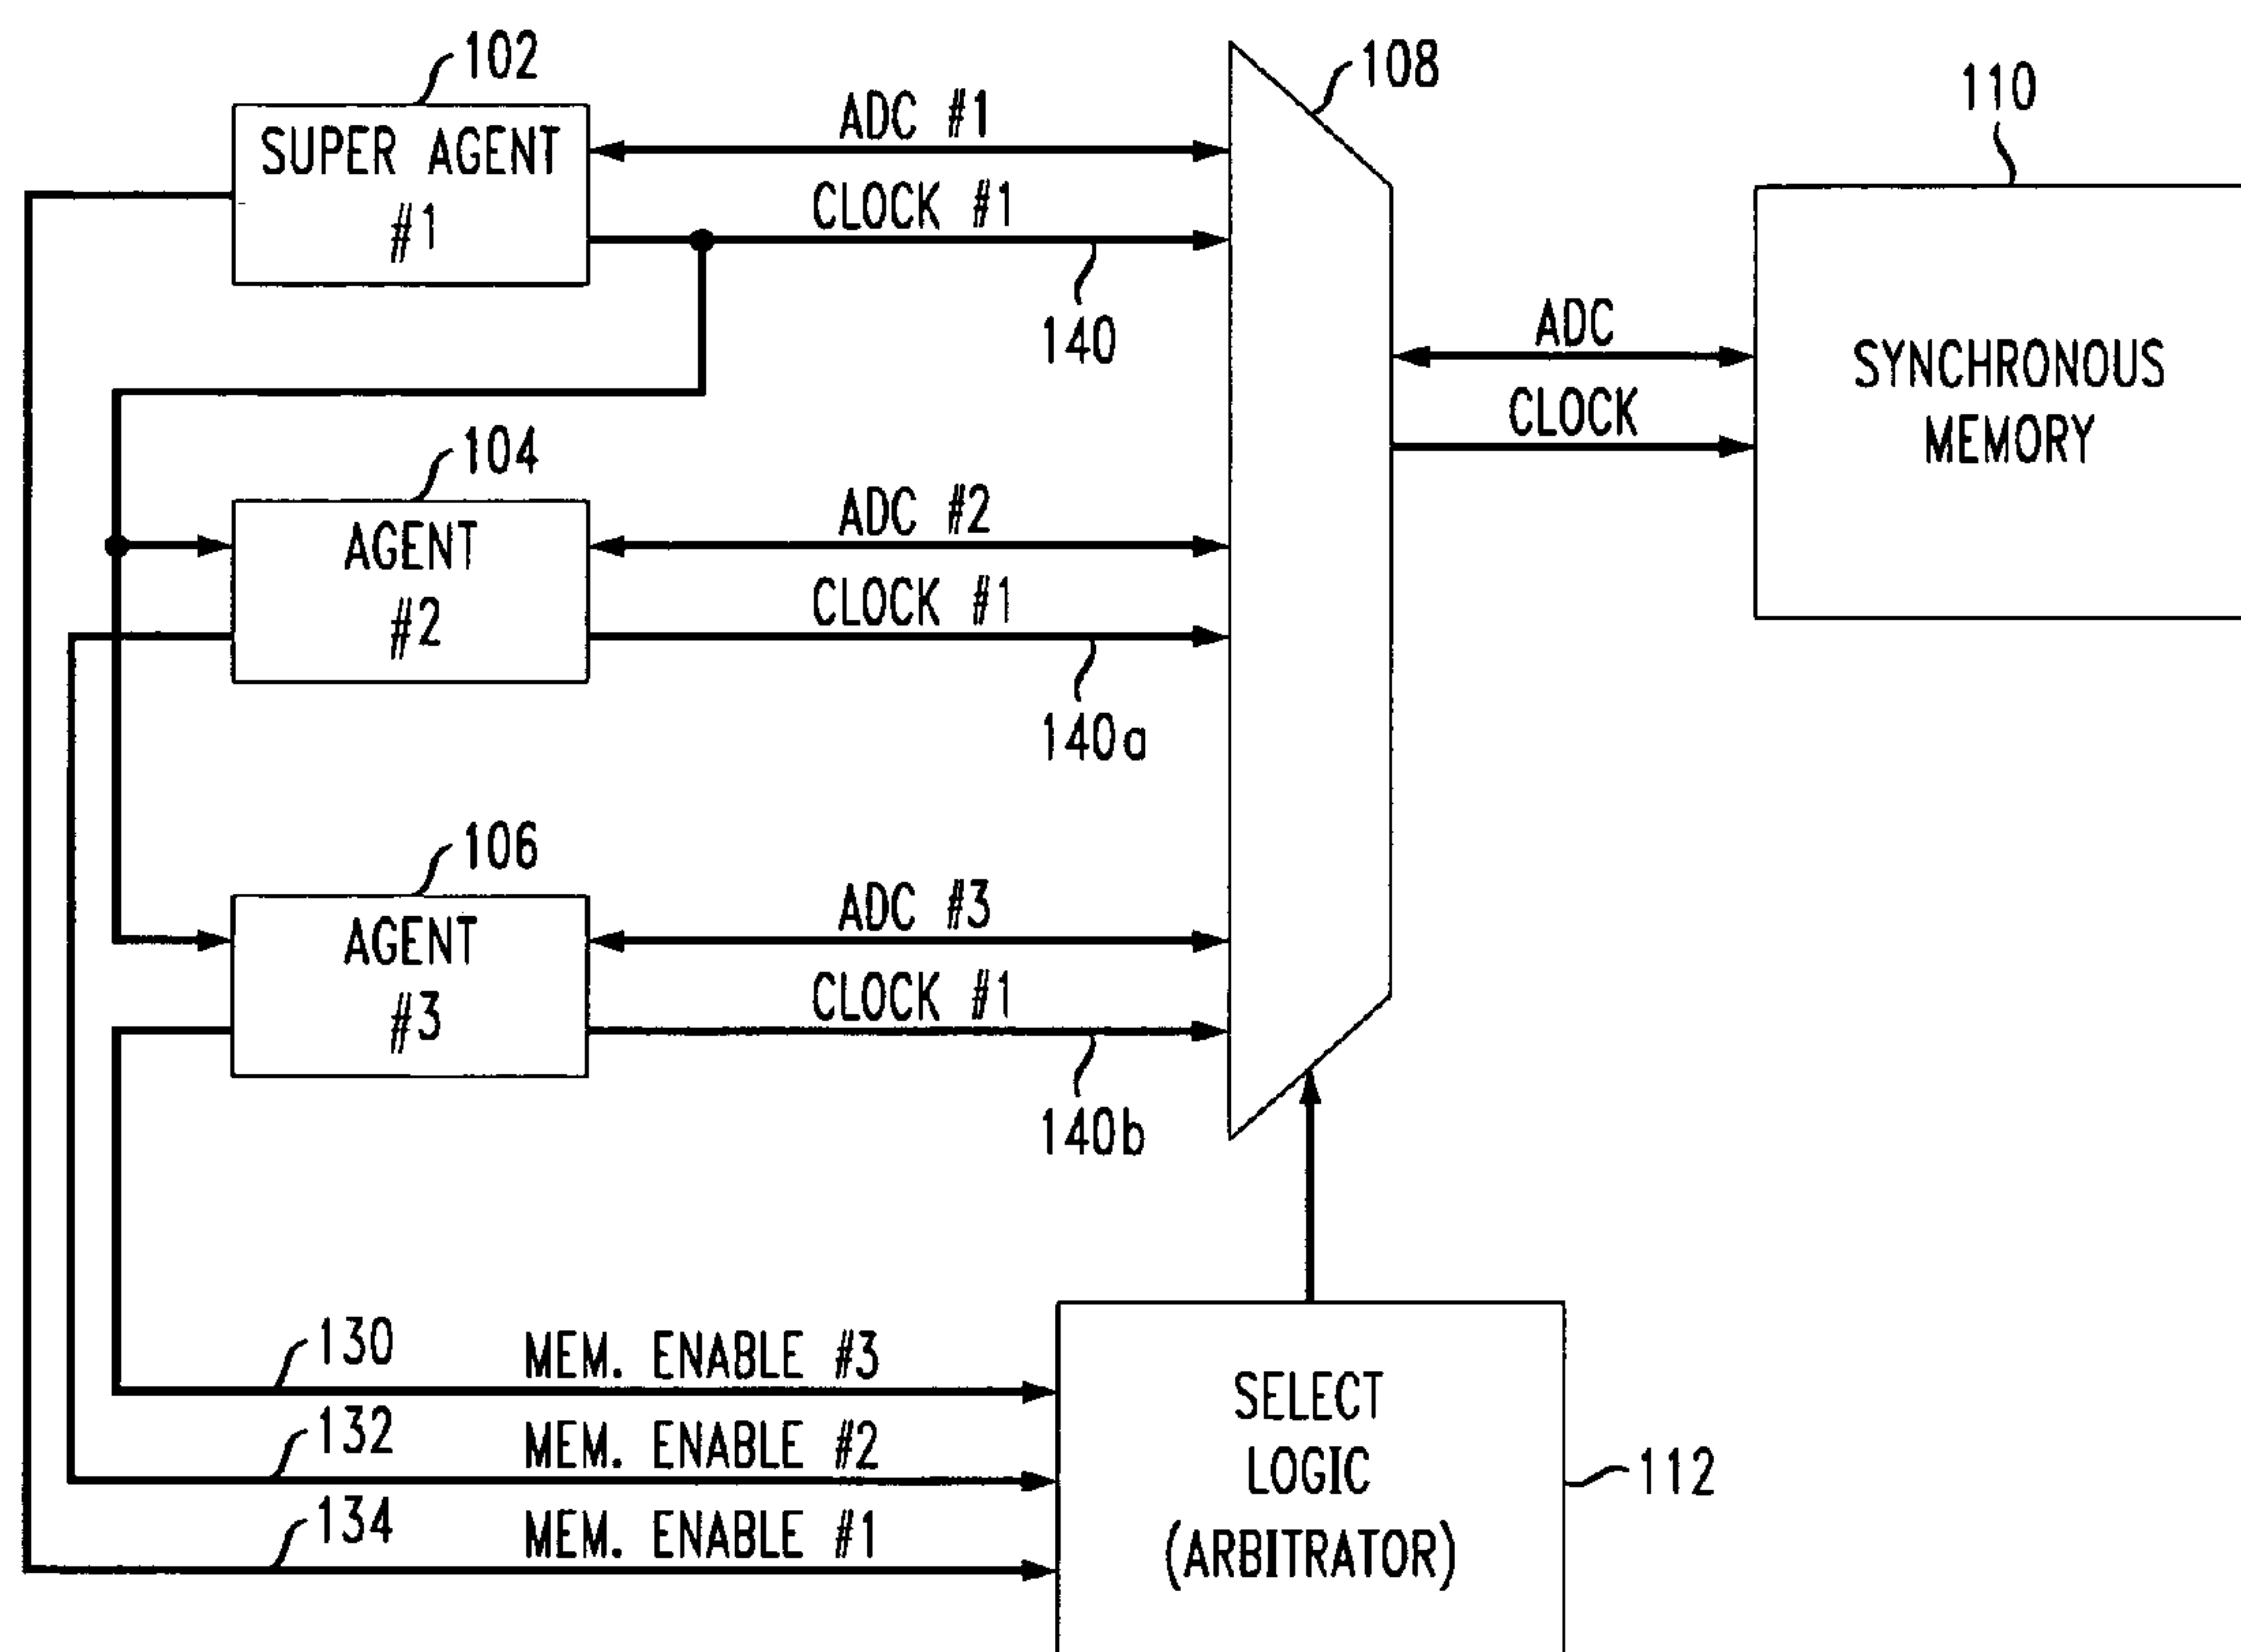 102
SUPER AGENT
#1
ADC #1
CLOCK #1
140
108
110
ADC
CLOCK
SYNCHRONOUS
MEMORY
104
AGENT
#2
ADC #2
CLOCK #1
140a
106
AGENT
#3
ADC #3
CLOCK #1
140b
130
MEM. ENABLE #3
132
MEM. ENABLE #2
134
MEM. ENABLE #1
SELECT
LOGIC
(ARBITRATOR)
112